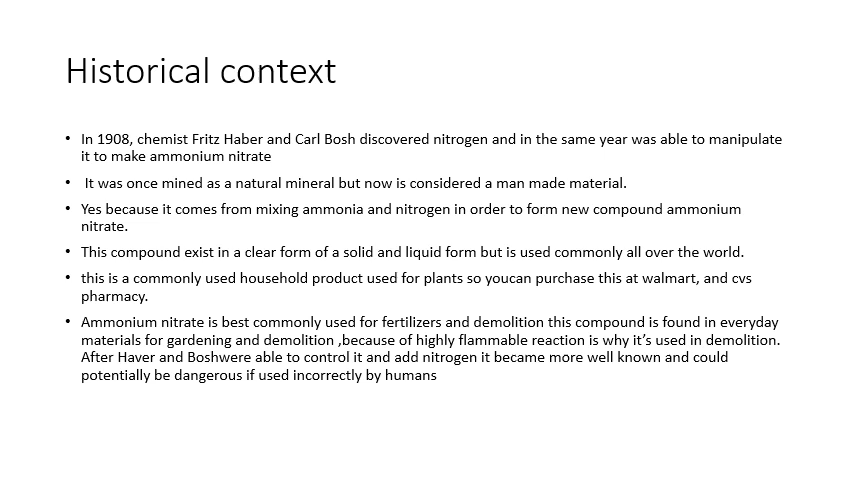 Historical context
• In 1908, chemist Fritz Haber and Carl Bosh discovered nitrogen and in the same year was able to manipulate
it to make ammonium nitrate
• It was once mined as a natural mineral but now is considered a man made material.
• Yes because it comes from mixing ammonia and nitrogen in order to form new compound ammonium
nitrate.
• This compound exist in a clear form of a solid and liquid form but is used commonly all over the world.
• this is a commonly used household product used for plants so youcan purchase this at walmart, and cvs
pharmacy.
• Ammonium nitrate is best commonly used for fertilizers and demolition this compound is found in everyday
materials for gardening and demolition ,because of highly flammable reaction is why it’s used in demolition.
After Haver and Boshwere able to control it and add nitrogen it became more well known and could
potentially be dangerous if used incorrectly by humans